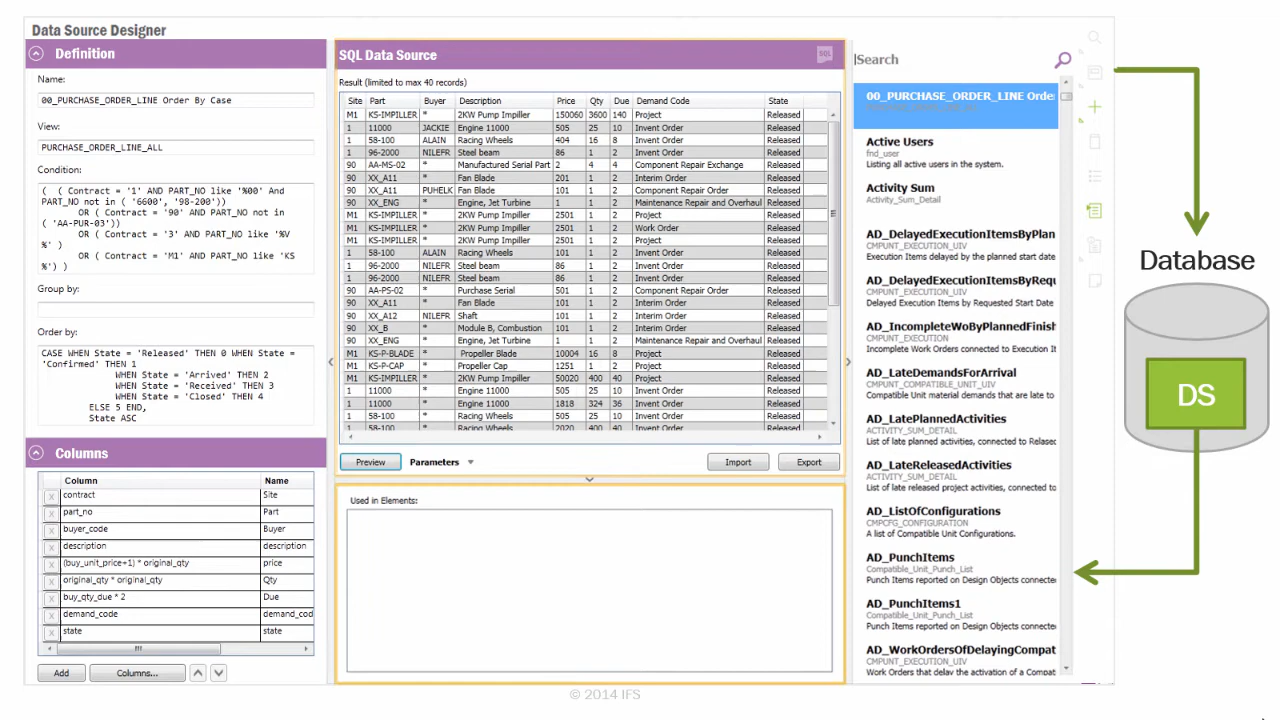 Data Source Designer
Definition
Name:
00_PURCHASE_ORDER_LINE Order By Case
View:
PURCHASE_ORDER_LINE_ALL
Condition:
( ( Contract = '1' AND PART_NO like '%00' And
PART_NO not in ( '6600', '98-200')
OR ( Contract = '90' AND PART_NO not in
( 'AA-PUR-03'))
OR ( Contract = '3' AND PART_NO like '%V
%' )
OR ( Contract = 'M1' AND PART_NO like 'KS
%') )
Group by:
Order by:
CASE WHEN State = 'Released' THEN 0 WHEN State =
'Confirmed' THEN 1
WHEN State = 'Arrived' THEN 2
WHEN State = 'Received' THEN 3
WHEN State = 'Closed' THEN 4
ELSE 5 END,
State ASC
Columns
Column Name
x contract Site
x part_no Part
x buyer_code Buyer
x description description
x (buy_unit_price+1) * original_qty price
x original_qty * original_qty Qty
x buy_qty_due * 2 Due
x demand_code demand_cod
x state state
Add Columns...
SQL Data Source SQL
Result (limited to max 40 records)
Site Part Buyer Description Price Qty Due Demand Code State
M1 KS-IMPILLER * 2KW Pump Impiller 150060 3600 140 Project Released
1 11000 JACKIE Engine 11000 505 25 10 Invent Order Released
1 58-100 ALAIN Racing Wheels 404 16 8 Invent Order Released
1 96-2000 NILEFR Steel beam 86 1 2 Invent Order Released
90 AA-MS-02 * Manufactured Serial Part 2 4 4 Component Repair Exchange Released
90 XX_A11 * Fan Blade 201 1 2 Interim Order Released
90 XX_A11 PUHELK Fan Blade 101 1 2 Component Repair Order Released
90 XX_ENG * Engine, Jet Turbine 1 1 2 Maintenance Repair and Overhaul Released
M1 KS-IMPILLER * 2KW Pump Impiller 2501 1 2 Project Released
M1 KS-IMPILLER * 2KW Pump Impiller 2501 1 2 Work Order Released
M1 KS-IMPILLER * 2KW Pump Impiller 2501 1 2 Project Released
1 58-100 ALAIN Racing Wheels 101 1 2 Invent Order Released
1 96-2000 NILEFR Steel beam 86 1 2 Invent Order Released
1 96-2000 NILEFR Steel beam 86 1 2 Invent Order Released
90 AA-PS-02 * Purchase Serial 501 1 2 Component Repair Order Released
90 XX_A11 * Fan Blade 101 1 2 Interim Order Released
90 XX_A12 NILEFR Shaft 101 1 2 Interim Order Released
90 XX_B * Module B, Combustion 101 1 2 Interim Order Released
90 XX_ENG * Engine, Jet Turbine 1 1 2 Maintenance Repair and Overhaul Released
M1 KS-P-BLADE * Propeller Blade 10004 16 8 Project Released
M1 KS-P-CAP * Propeller Cap 1251 1 2 Project Released
M1 KS-IMPILLER * 2KW Pump Impiller 50020 400 40 Project Released
1 11000 * Engine 11000 505 25 10 Invent Order Released
1 11000 * Engine 11000 1818 324 36 Invent Order Released
1 58-100 * Racing Wheels 505 25 10 Invent Order Released
1 58-100 * Racing Wheels 2020 400 40 Invent Order Released
Preview Parameters Import Export
Used in Elements:
Search
00_PURCHASE_ORDER_LINE Orde
Active Users
fnd_user
Listing all active users in the system.
Activity Sum
Activity_Sum_Detail
AD_DelayedExecutionItemsByPlan
CMPUNT_EXECUTION_UIV
Execution Items delayed by the planned start date
AD_DelayedExecutionItemsByRequ
CMPUNT_EXECUTION_UIV
Delayed Execution Items by Requested Start Date
AD_IncompleteWoByPlannedFinish
CMPUNT_EXECUTION
Incomplete Work Orders connected to Execution It
AD_LateDemandsForArrival
CMPUNT_COMPATIBLE_UNIT_UIV
Compatible Unit material demands that are late to
AD_LatePlannedActivities
ACTIVITY_SUM_DETAIL
List of late planned activities, connected to Relasec
AD_LateReleasedActivities
ACTIVITY_SUM_DETAIL
List of late released project activities, connected to
AD_ListOfConfigurations
CMPCFG_CONFIGURATION
A list of Compatible Unit Configurations.
AD_PunchItems
Compatible_Unit_Punch_List
Punch Items reported on Design Objects connecte
AD_PunchItems1
Compatible_Unit_Punch_List
Punch Items reported on Design Objects connecte
AD_WorkOrdersOfDelayingCompat
CMPUNT_EXECUTION_UIV
Work Orders that delay the activation of a Compat
Database
DS
© 2014 IFS